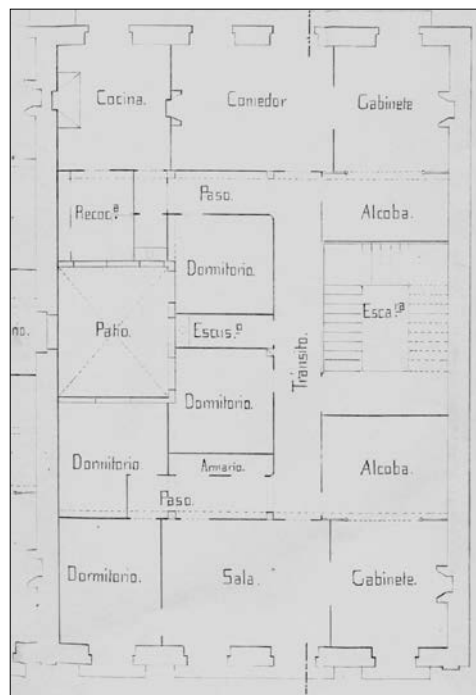 Cocina.
Comedor
Gabinete
Paso.
Recoc.ª
Alcoba.
Dormitorio.
Patio.
Escus.º
Esca.ra
Tránsito.
Dormitorio.
Dormitorio.
Armario.
Alcoba.
Paso.
Dormitorio.
Sala.
Gabinete.